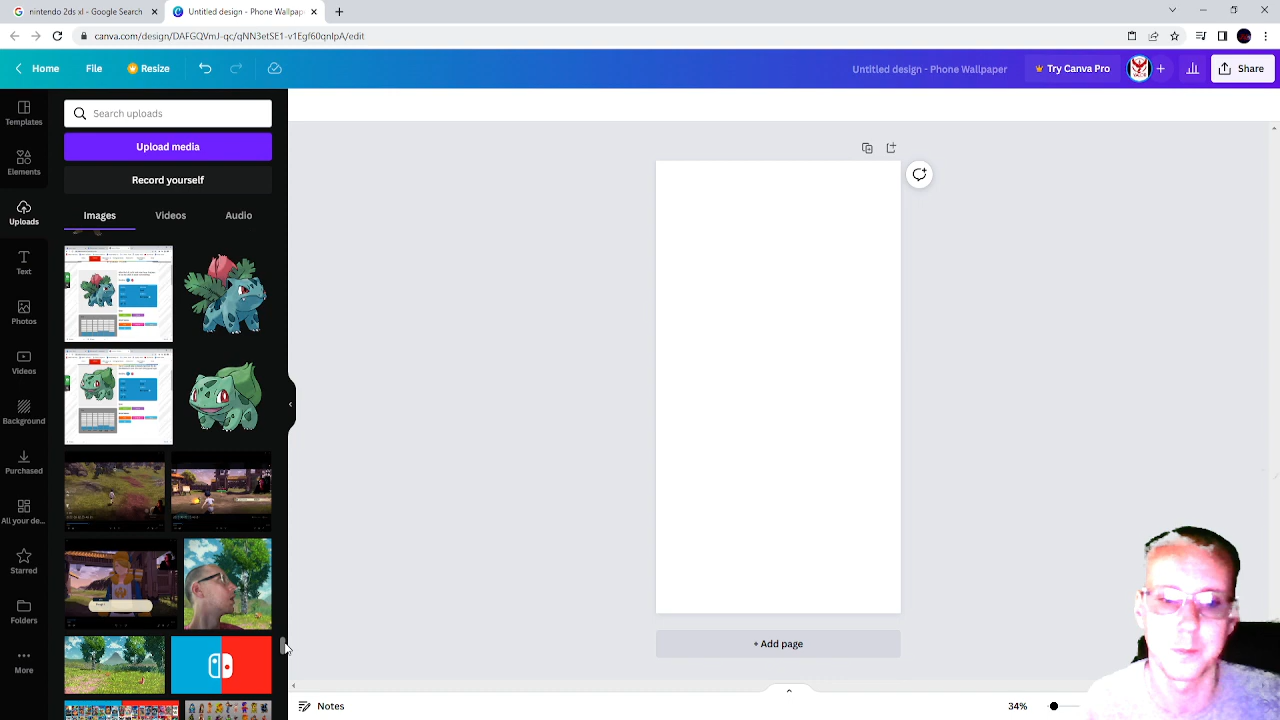 nintendo 2ds xl - Google Search
Untitled design - Phone Wallpap
canva.com/design/DAFGQVmJ-qc/qNN3etSE1-v1Egf60qnlpA/edit
Home
File
Resize
Untitled design - Phone Wallpaper
Try Canva Pro
Share
Templates
Elements
Uploads
Text
Photos
Videos
Background
Purchased
All your de...
Starred
Folders
More
Search uploads
Upload media
Record yourself
Images
Videos
Audio
+ Add page
Notes
34%